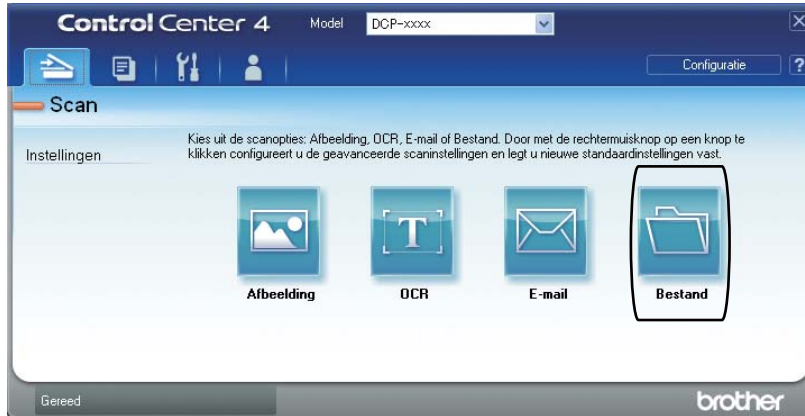 Control Center 4 Model DCP-xxxx X
Configuratie ?
Scan
Kies uit de scanopties: Afbeelding, OCR, E-mail of Bestand. Door met de rechtermuisknop op een knop te
klikken configureert u de geavanceerde scaninstellingen en legt u nieuwe standaardinstellingen vast.
Instellingen
T
Afbeelding OCR E-mail Bestand
Gereed brother